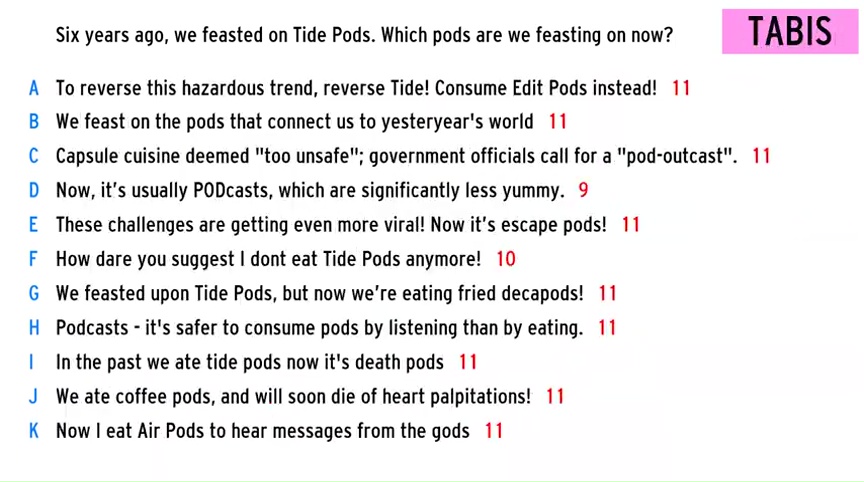 Six years ago, we feasted on Tide Pods. Which pods are we feasting on now?
TABIS
A To reverse this hazardous trend, reverse Tide! Consume Edit Pods instead! 11
B We feast on the pods that connect us to yesteryear's world 11
C Capsule cuisine deemed "too unsafe"; government officials call for a "pod-outcast". 11
D Now, it's usually PODcasts, which are significantly less yummy. 9
E These challenges are getting even more viral! Now it's escape pods! 11
F How dare you suggest I dont eat Tide Pods anymore! 10
G We feasted upon Tide Pods, but now we're eating fried decapods! 11
H Podcasts - it's safer to consume pods by listening than by eating. 11
I In the past we ate tide pods now it's death pods 11
J We ate coffee pods, and will soon die of heart palpitations! 11
K Now I eat Air Pods to hear messages from the gods 11